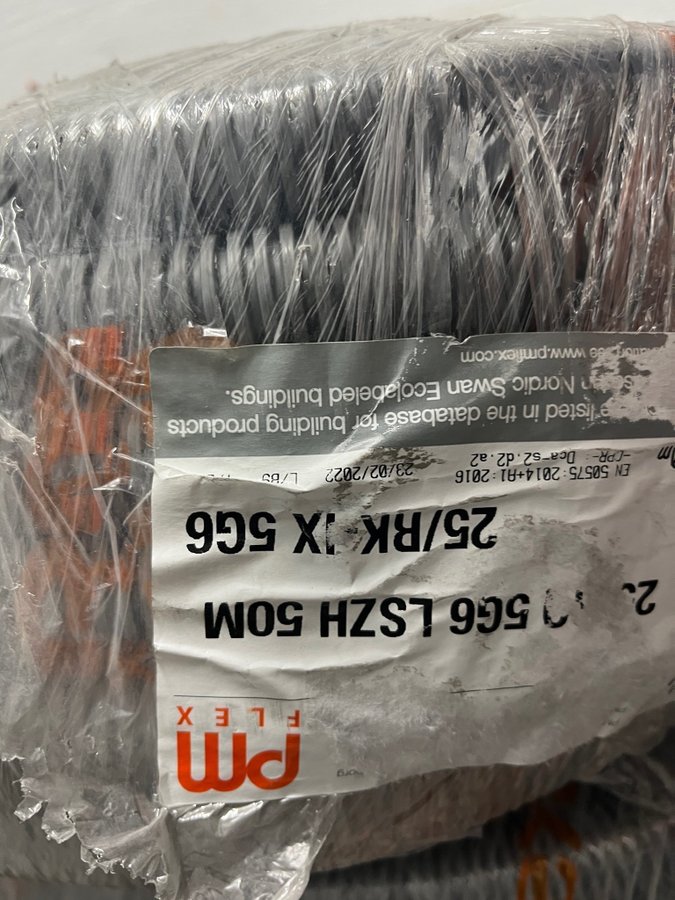 pm
FLEX
5G6 LSZH 50M
25/RK 5G6
EN 50575:2014+A1:2016 23/02/2022
-CPR- Dca-s2.d2.a2
listed in the database for building products
Nordic Swan Ecolabeled buildings.
www.pmflex.com